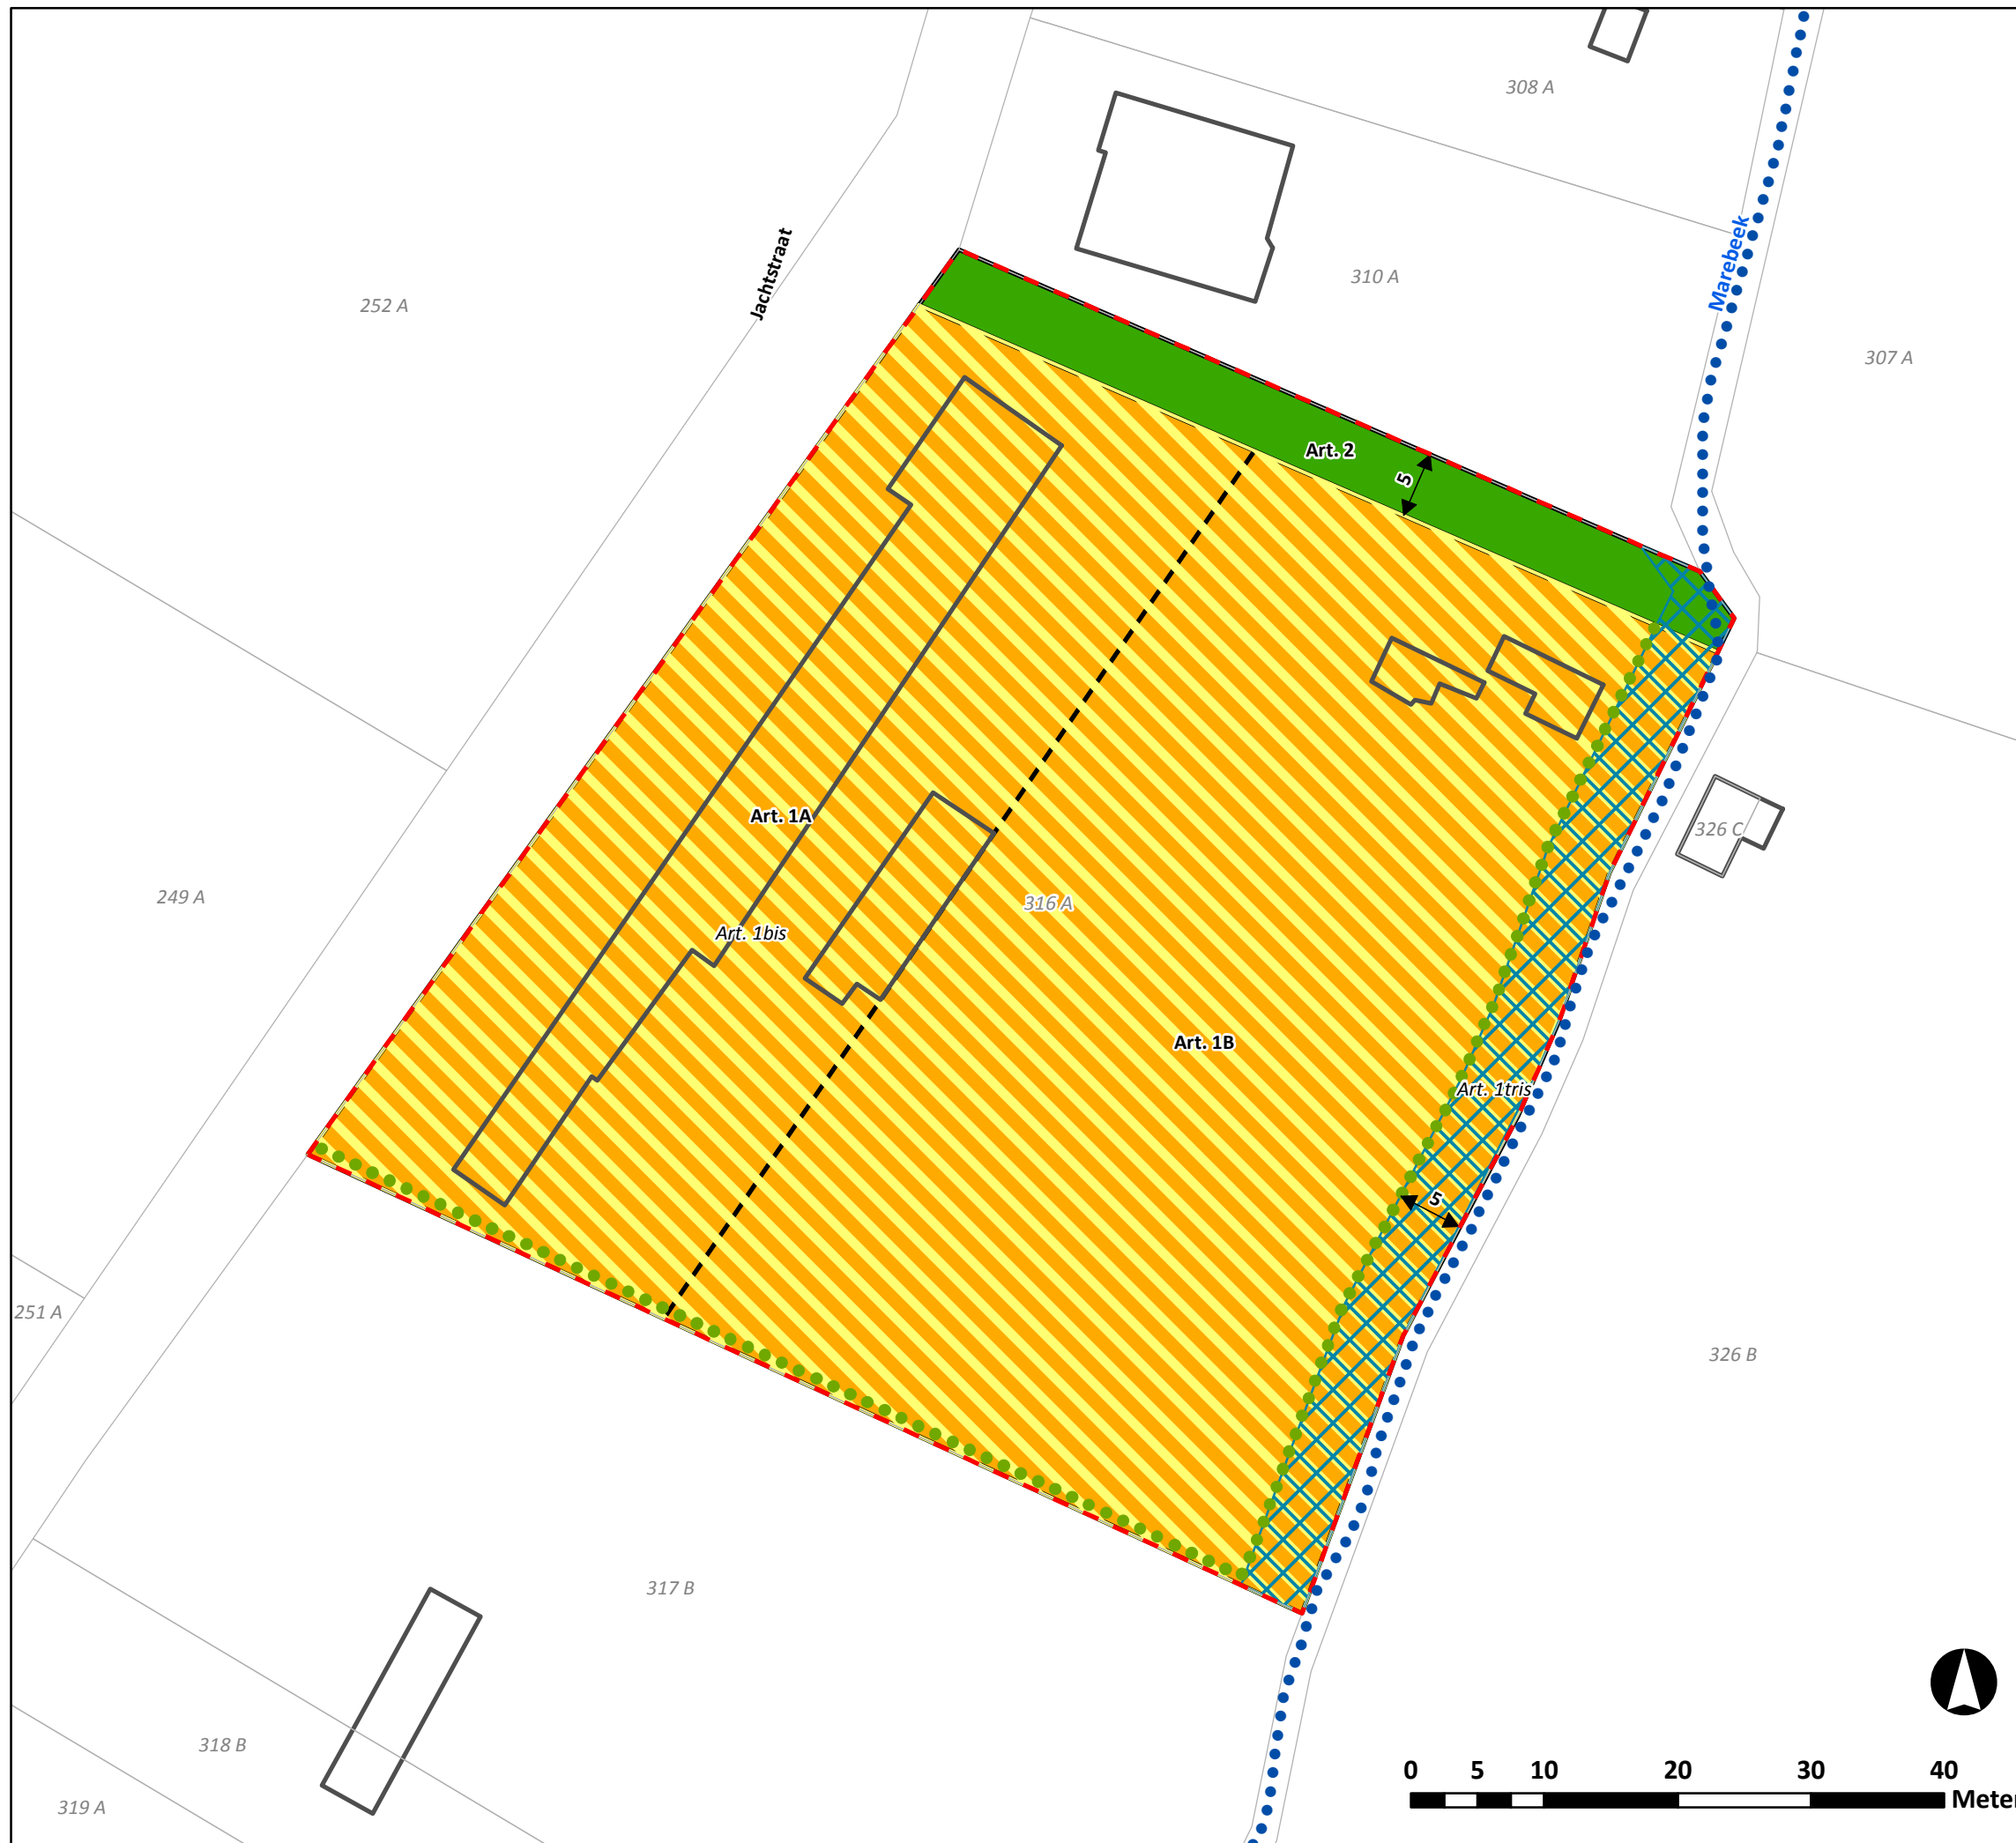 308 A
Marebeek
Jachtstraat
310 A
252 A
307 A
Art. 2
5
Art. 1A
326 C
249 A
316 A
Art. 1bis
Art. 1B
Art. 1tris
5
251 A
326 B
317 B
318 B
319 A
0 5 10 20 30 40
Meter